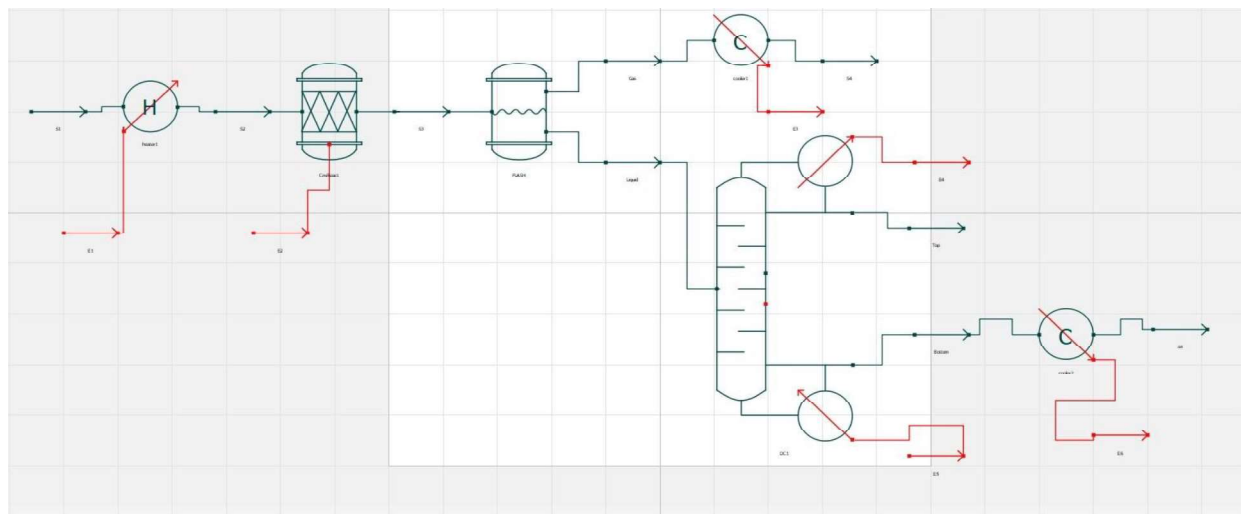 S1
H
heater1
S2
E1
E2
S3
Gas
Liquid
C
cooler1
S4
E3
E4
Top
DC1
E5
Bottom
C
E6